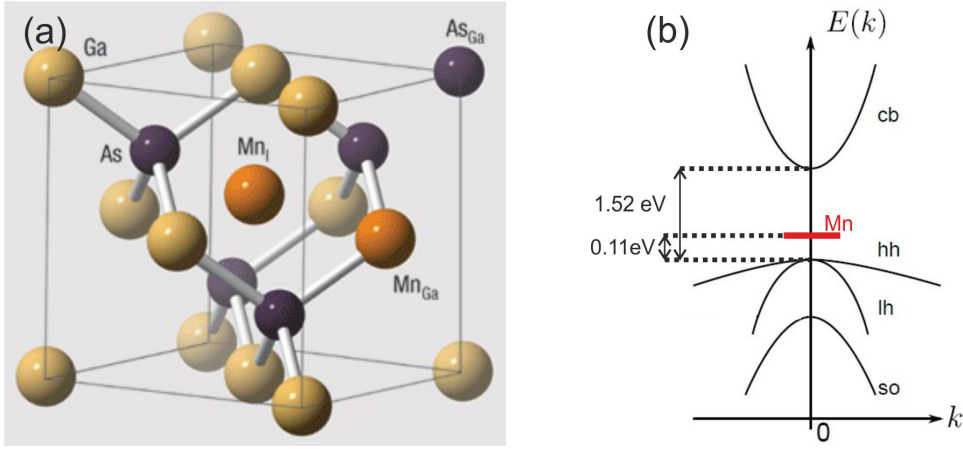 (a)
Ga
As_Ga
As
Mn_I
Mn_Ga
(b)
E(k)
cb
1.52 eV
Mn
0.11eV
hh
lh
so
k
0